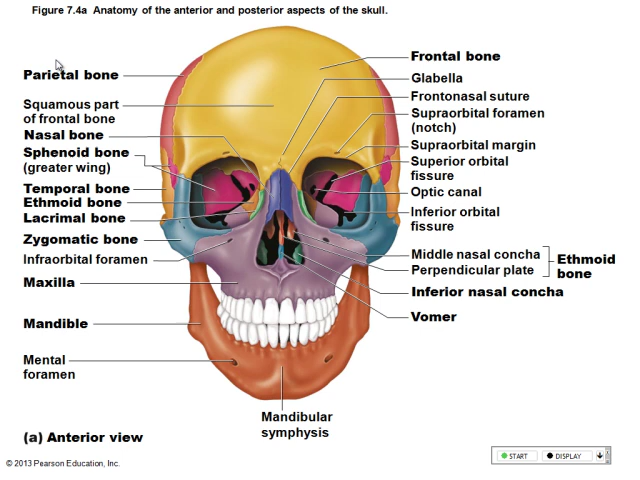 Figure 7.4a Anatomy of the anterior and posterior aspects of the skull.
Parietal bone
Squamous part
of frontal bone
Nasal bone
Sphenoid bone
(greater wing)
Temporal bone
Ethmoid bone
Lacrimal bone
Zygomatic bone
Infraorbital foramen
Maxilla
Mandible
Mental
foramen
Frontal bone
Glabella
Frontonasal suture
Supraorbital foramen
(notch)
Supraorbital margin
Superior orbital
fissure
Optic canal
Inferior orbital
fissure
Middle nasal concha
Perpendicular plate
Ethmoid
bone
Inferior nasal concha
Vomer
Mandibular
symphysis
(a) Anterior view
© 2013 Pearson Education, Inc.
START
DISPLAY